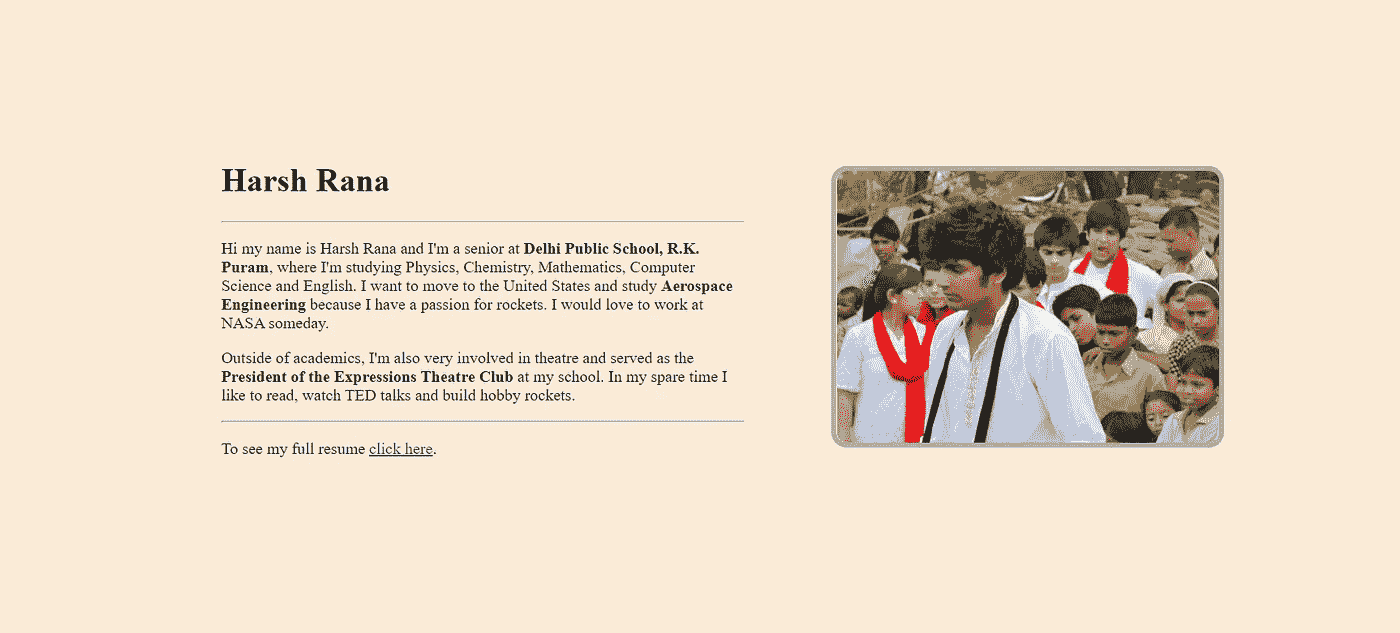 Harsh Rana
Hi my name is Harsh Rana and I'm a senior at Delhi Public School, R.K.
Puram, where I'm studying Physics, Chemistry, Mathematics, Computer
Science and English. I want to move to the United States and study Aerospace
Engineering because I have a passion for rockets. I would love to work at
NASA someday.
Outside of academics, I'm also very involved in theatre and served as the
President of the Expressions Theatre Club at my school. In my spare time I
like to read, watch TED talks and build hobby rockets.
To see my full resume click here.